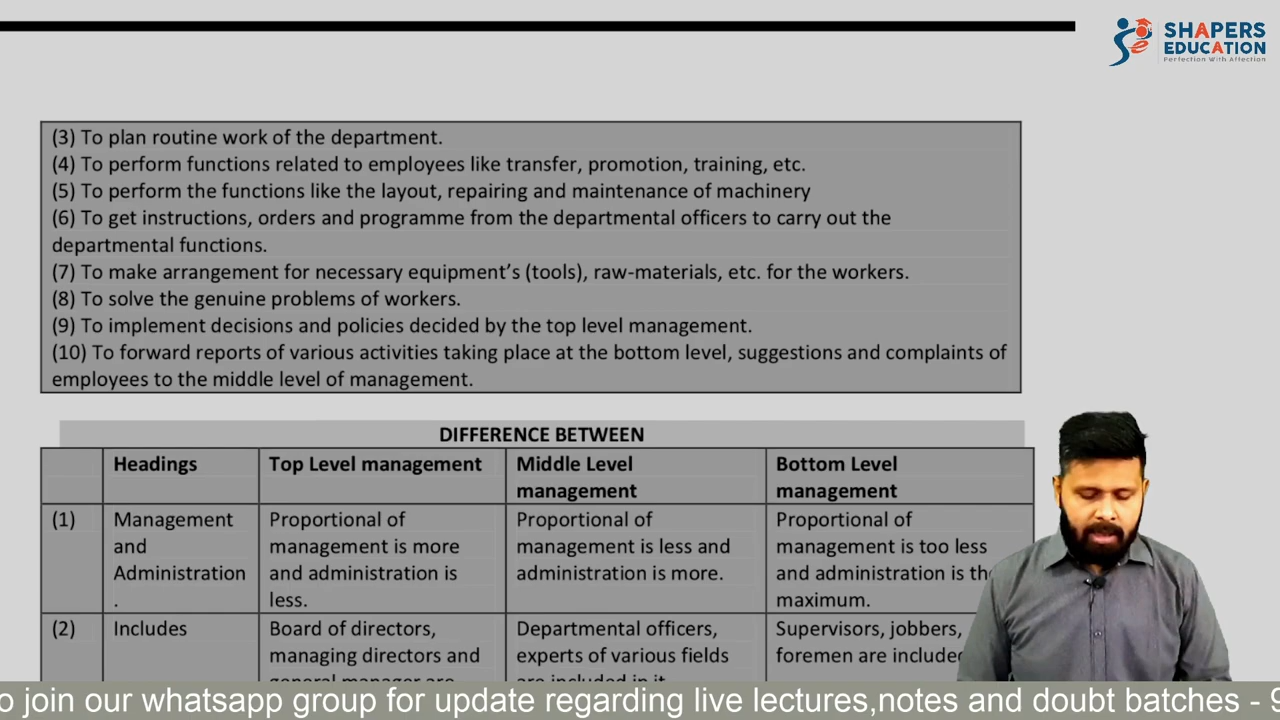 SHAPERS
EDUCATION
Perfection With Affection
(3) To plan routine work of the department.
(4) To perform functions related to employees like transfer, promotion, training, etc.
(5) To perform the functions like the layout, repairing and maintenance of machinery
(6) To get instructions, orders and programme from the departmental officers to carry out the
departmental functions.
(7) To make arrangement for necessary equipment’s (tools), raw-materials, etc. for the workers.
(8) To solve the genuine problems of workers.
(9) To implement decisions and policies decided by the top level management.
(10) To forward reports of various activities taking place at the bottom level, suggestions and complaints of
employees to the middle level of management.
DIFFERENCE BETWEEN
Headings
Top Level management
Middle Level
management
Bottom Level
management
(1)
Management
and
Administration
.
Proportional of
management is more
and administration is
less.
Proportional of
management is less and
administration is more.
Proportional of
management is too less
and administration is
maximum.
(2)
Includes
Board of directors,
managing directors and
general manager are
Departmental officers,
experts of various fields
are included in it
Supervisors, jobbers,
foremen are
o join our whatsapp group for update regarding live lectures,notes and doubt batches - 9